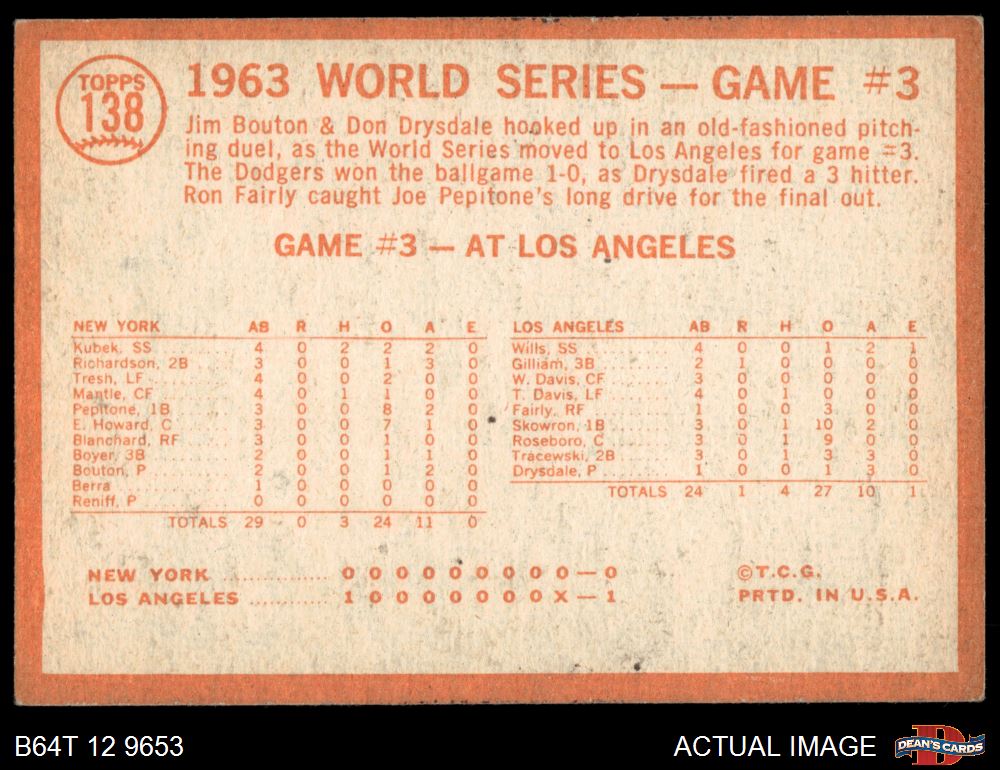 TOPPS
138
1963 WORLD SERIES — GAME #3
Jim Bouton & Don Drysdale hooked up in an old-fashioned pitch-
ing duel, as the World Series moved to Los Angeles for game #3.
The Dodgers won the ballgame 1-0, as Drysdale fired a 3 hitter.
Ron Fairly caught Joe Pepitone's long drive for the final out.
GAME #3 — AT LOS ANGELES
NEW YORK AB R H O A E
Kubek, SS 4 0 2 2 2 0
Richardson, 2B 3 0 0 1 3 0
Tresh, LF 4 0 0 2 0 0
Mantle, CF 4 0 1 1 0 0
Pepitone, 1B 3 0 0 8 2 0
E. Howard, C 3 0 0 7 1 0
Blanchard, RF 3 0 0 1 0 0
Boyer, 3B 2 0 0 1 1 0
Bouton, P 2 0 0 1 2 0
Berra 1 0 0 0 0 0
Reniff, P 0 0 0 0 0 0
TOTALS 29 0 3 24 11 0
LOS ANGELES AB R H O A E
Wills, SS 4 0 0 1 2 1
Gilliam, 3B 2 1 0 0 0 0
W. Davis, CF 3 0 0 0 0 0
T. Davis, LF 4 0 1 0 0 0
Fairly, RF 1 0 0 3 0 0
Skowron, 1B 3 0 1 10 2 0
Roseboro, C 3 0 1 9 0 0
Tracewski, 2B 3 0 1 3 3 0
Drysdale, P 1 0 0 1 3 0
TOTALS 24 1 4 27 10 1
NEW YORK 0 0 0 0 0 0 0 0 0 — 0
LOS ANGELES 1 0 0 0 0 0 0 0 X — 1
©T.C.G.
PRTD. IN U.S.A.
B64T 12 9653
ACTUAL IMAGE
DEAN'S CARDS